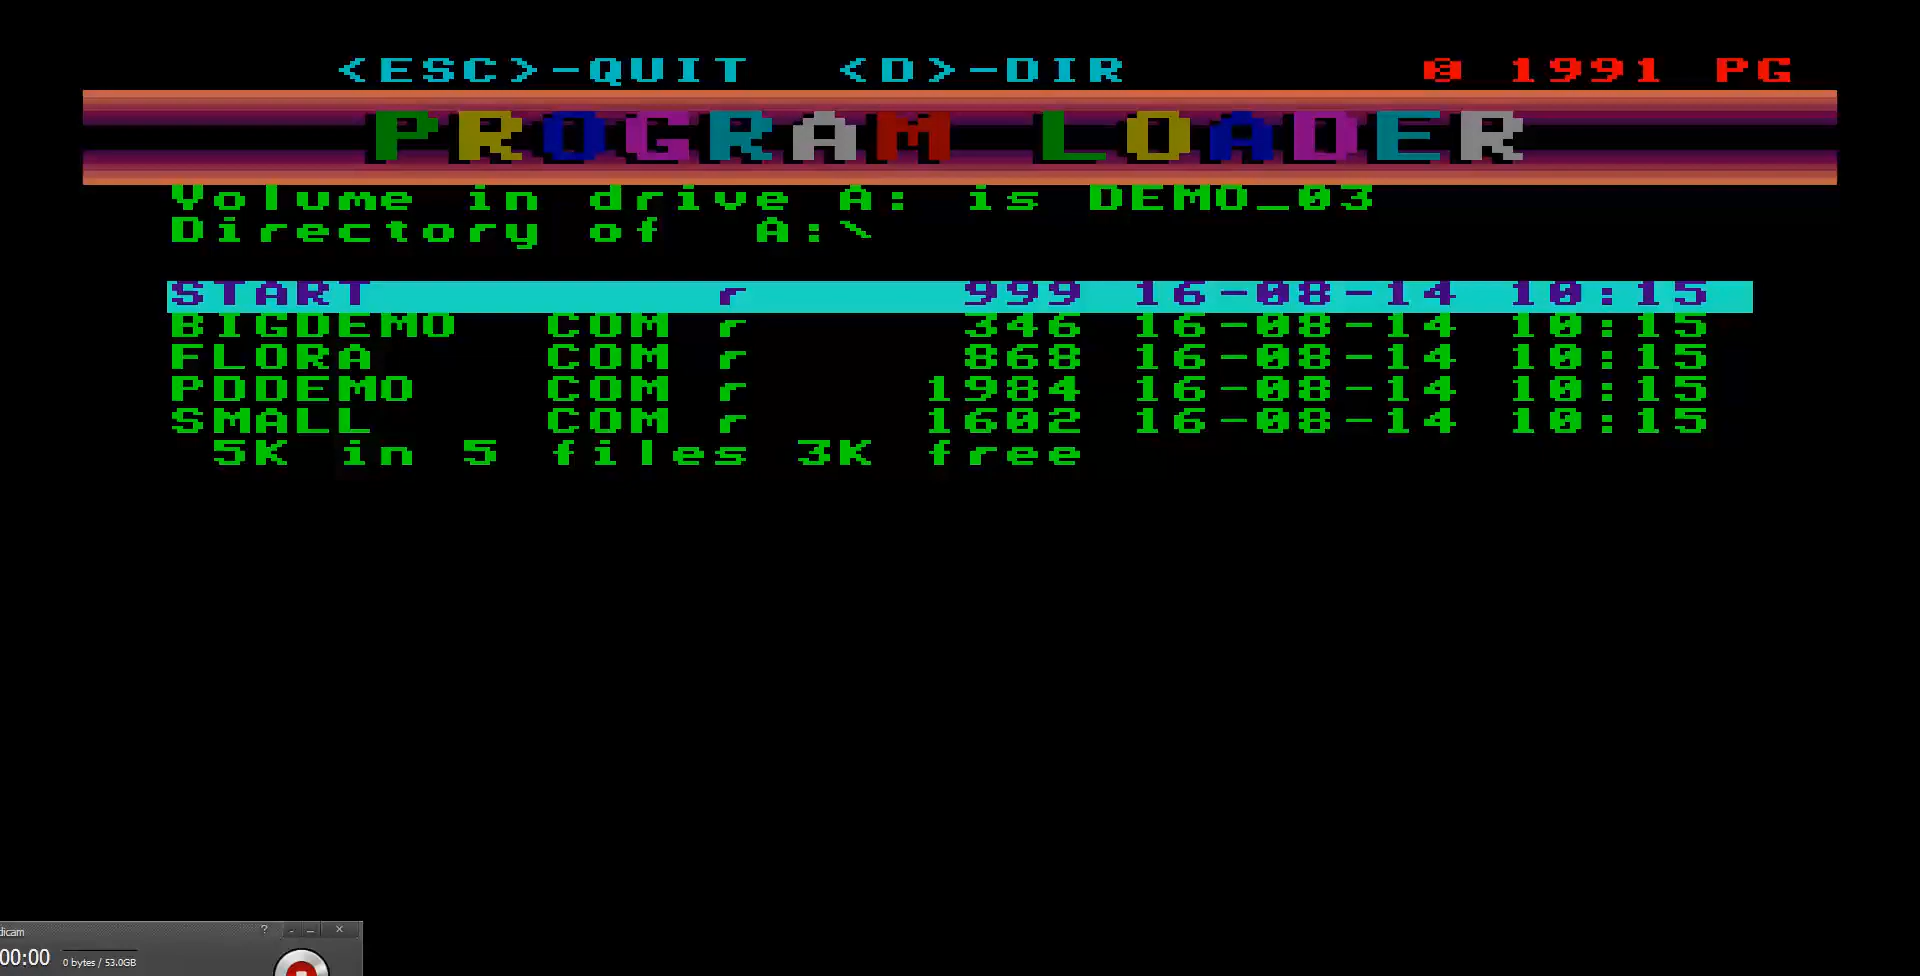 <ESC>-QUIT <D>-DIR © 1991 PG
PROGRAM LOADER
Volume in drive A: is DEMO_03
Directory of A:\
START r 999 16-08-14 10:15
BIGDEMO COM r 346 16-08-14 10:15
FLORA COM r 868 16-08-14 10:15
PDDEMO COM r 1984 16-08-14 10:15
SMALL COM r 1602 16-08-14 10:15
5K in 5 files 3K free
dicam ?
00:00 0 bytes / 53.0GB